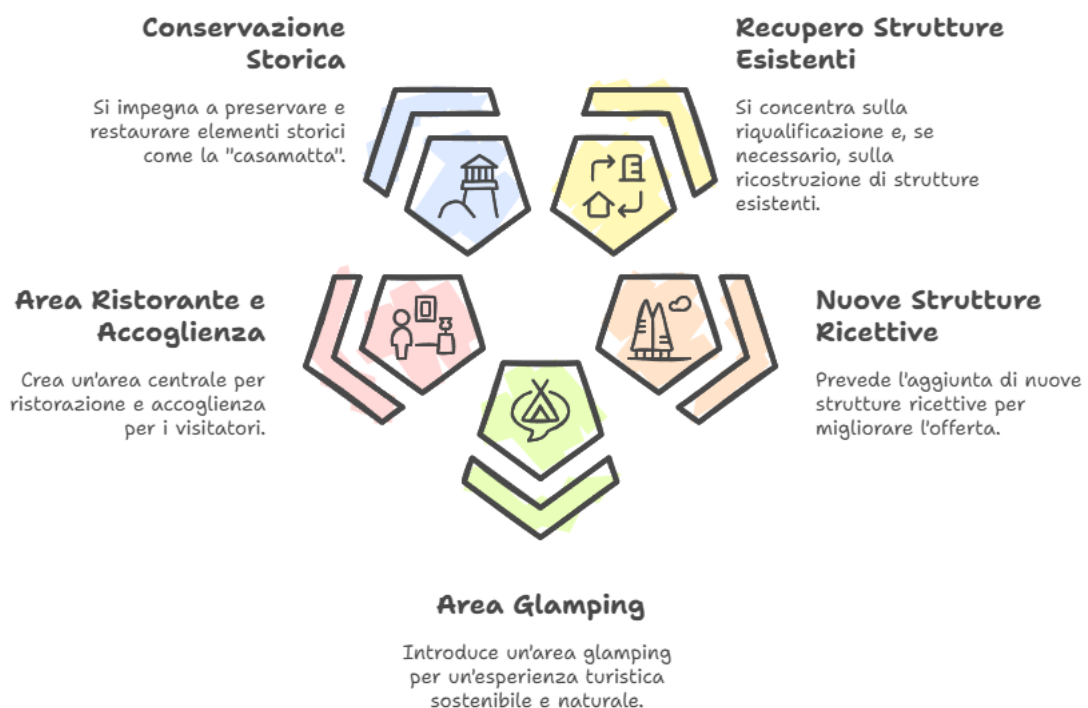 Conservazione
Storica
Si impegna a preservare e
restaurare elementi storici
come la "casamatta".
Recupero Strutture
Esistenti
Si concentra sulla
riqualificazione e, se
necessario, sulla
ricostruzione di strutture
esistenti.
Area Ristorante e
Accoglienza
Crea un'area centrale per
ristorazione e accoglienza
per i visitatori.
Nuove Strutture
Ricettive
Prevede l'aggiunta di nuove
strutture ricettive per
migliorare l'offerta.
Area Glamping
Introduce un'area glamping
per un'esperienza turistica
sostenibile e naturale.